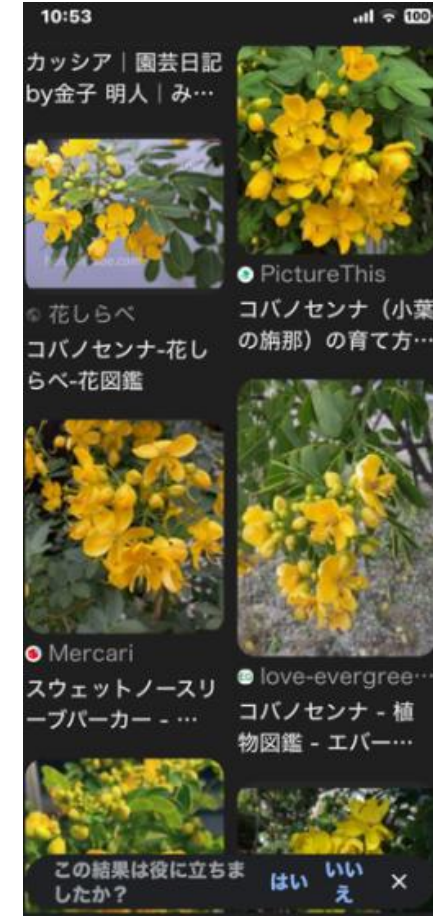 10:53
100
カッシア｜園芸日記
by金子 明人｜み…
花しらべ
コバノセンナ-花し
らべ-花図鑑
Mercari
スウェットノースリ
ーブパーカー - …
PictureThis
コバノセンナ（小葉
の旃那）の育て方…
love-evergree…
コバノセンナ - 植
物図鑑 - エバー…
この結果は役に立ちま
したか？
はい
いい
え
×